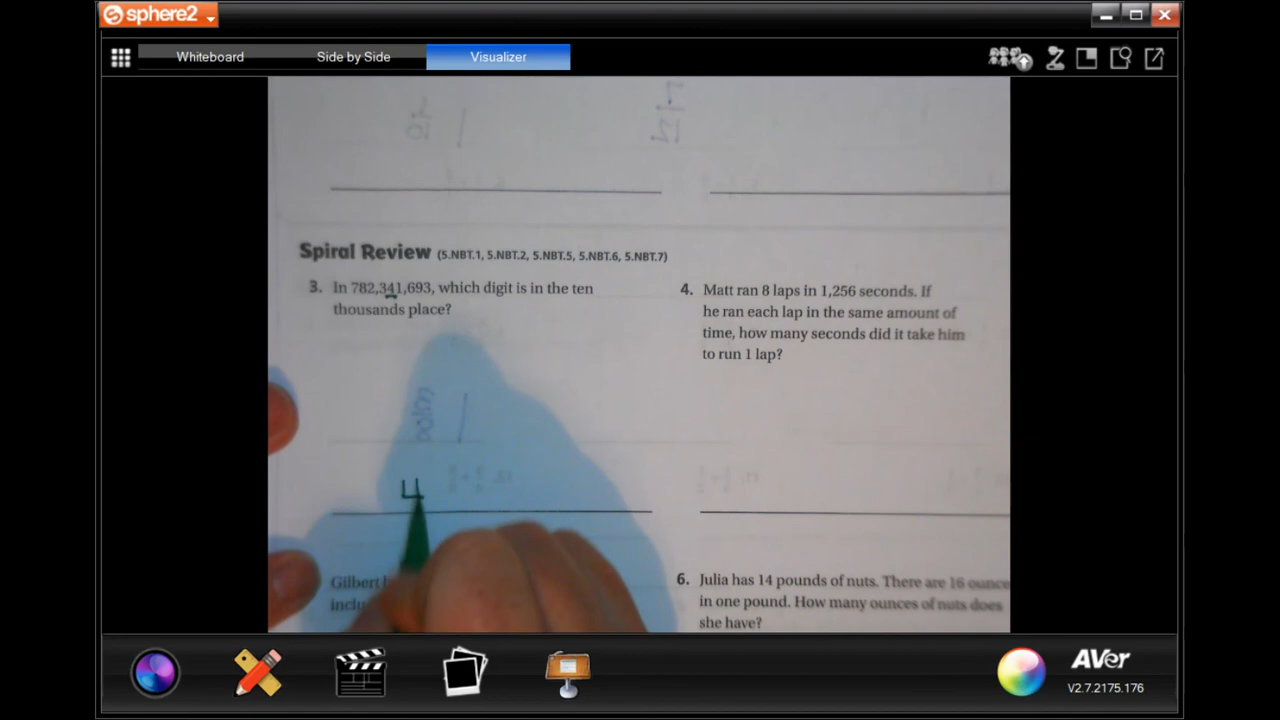 sphere2
Whiteboard
Side by Side
Visualizer
Spiral Review (5.NBT.1, 5.NBT.2, 5.NBT.5, 5.NBT.6, 5.NBT.7)
3. In 782,341,693, which digit is in the ten
thousands place?
4
4. Matt ran 8 laps in 1,256 seconds. If
he ran each lap in the same amount of
time, how many seconds did it take him
to run 1 lap?
Gilbert
6. Julia has 14 pounds of nuts. There are 16 ounce
in one pound. How many ounces of nuts does
she have?
AVer
V2.7.2175.176